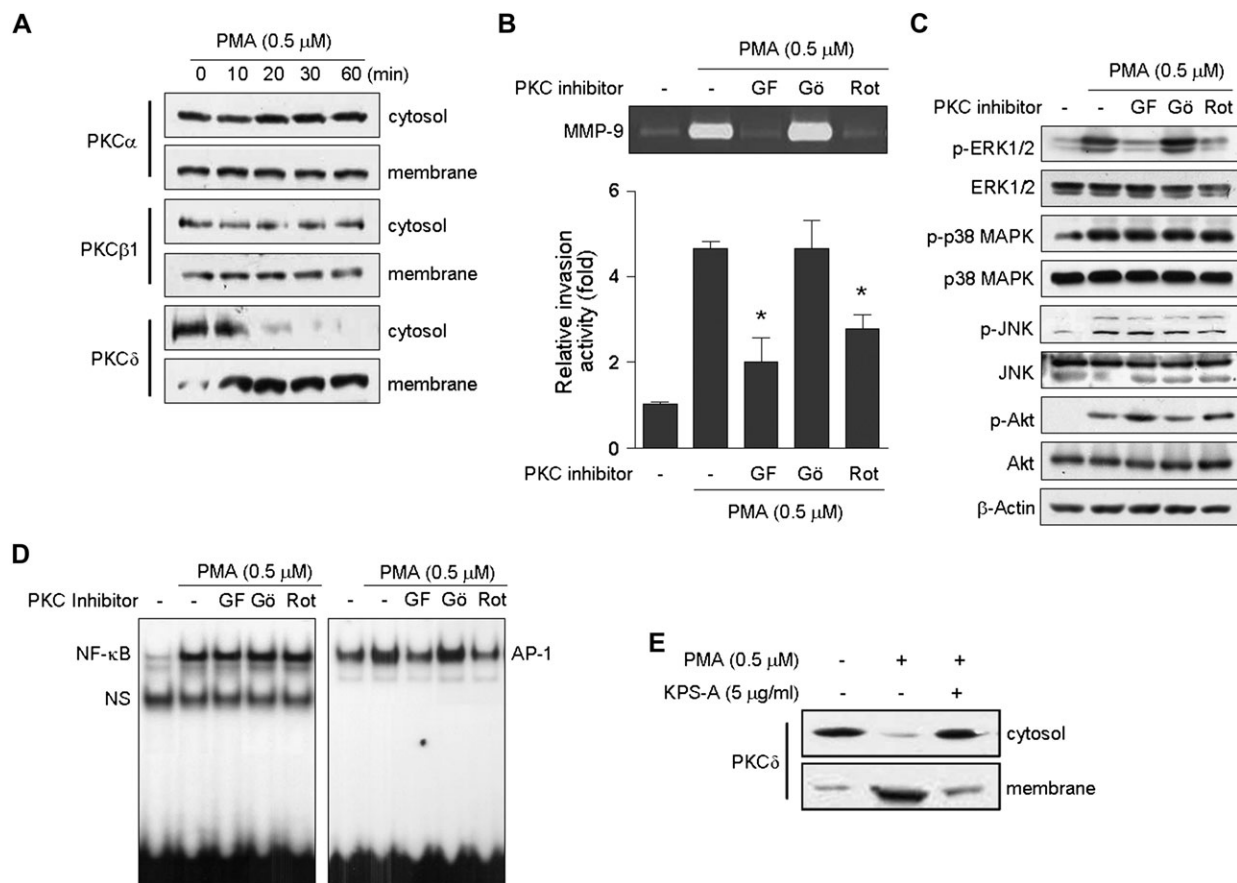 A
PMA (0.5 μM)
0 10 20 30 60 (min)
PKCα
cytosol
membrane
PKCβ1
cytosol
membrane
PKCδ
cytosol
membrane
B
PMA (0.5 μM)
PKC inhibitor - - GF Gö Rot
MMP-9
Relative invasion
activity (fold)
6
4
2
0
* *
PKC inhibitor - - GF Gö Rot
PMA (0.5 μM)
C
PMA (0.5 μM)
PKC inhibitor - - GF Gö Rot
p-ERK1/2
ERK1/2
p-p38 MAPK
p38 MAPK
p-JNK
JNK
p-Akt
Akt
β-Actin
D
PMA (0.5 μM) PMA (0.5 μM)
PKC Inhibitor - - GF Gö Rot - - GF Gö Rot
NF-κB
NS
AP-1
E
PMA (0.5 μM) - + +
KPS-A (5 μg/ml) - - +
PKCδ
cytosol
membrane